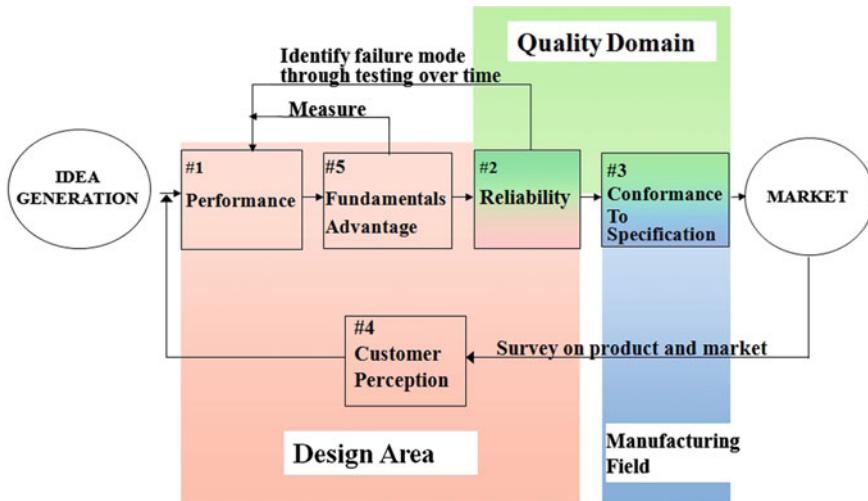 Quality Domain
Identify failure mode
through testing over time
Measure
IDEA
GENERATION
#1
Performance
#5
Fundamentals
Advantage
#2
Reliability
#3
Conformance
To
Specification
MARKET
#4
Customer
Perception
Survey on product and market
Design Area
Manufacturing
Field